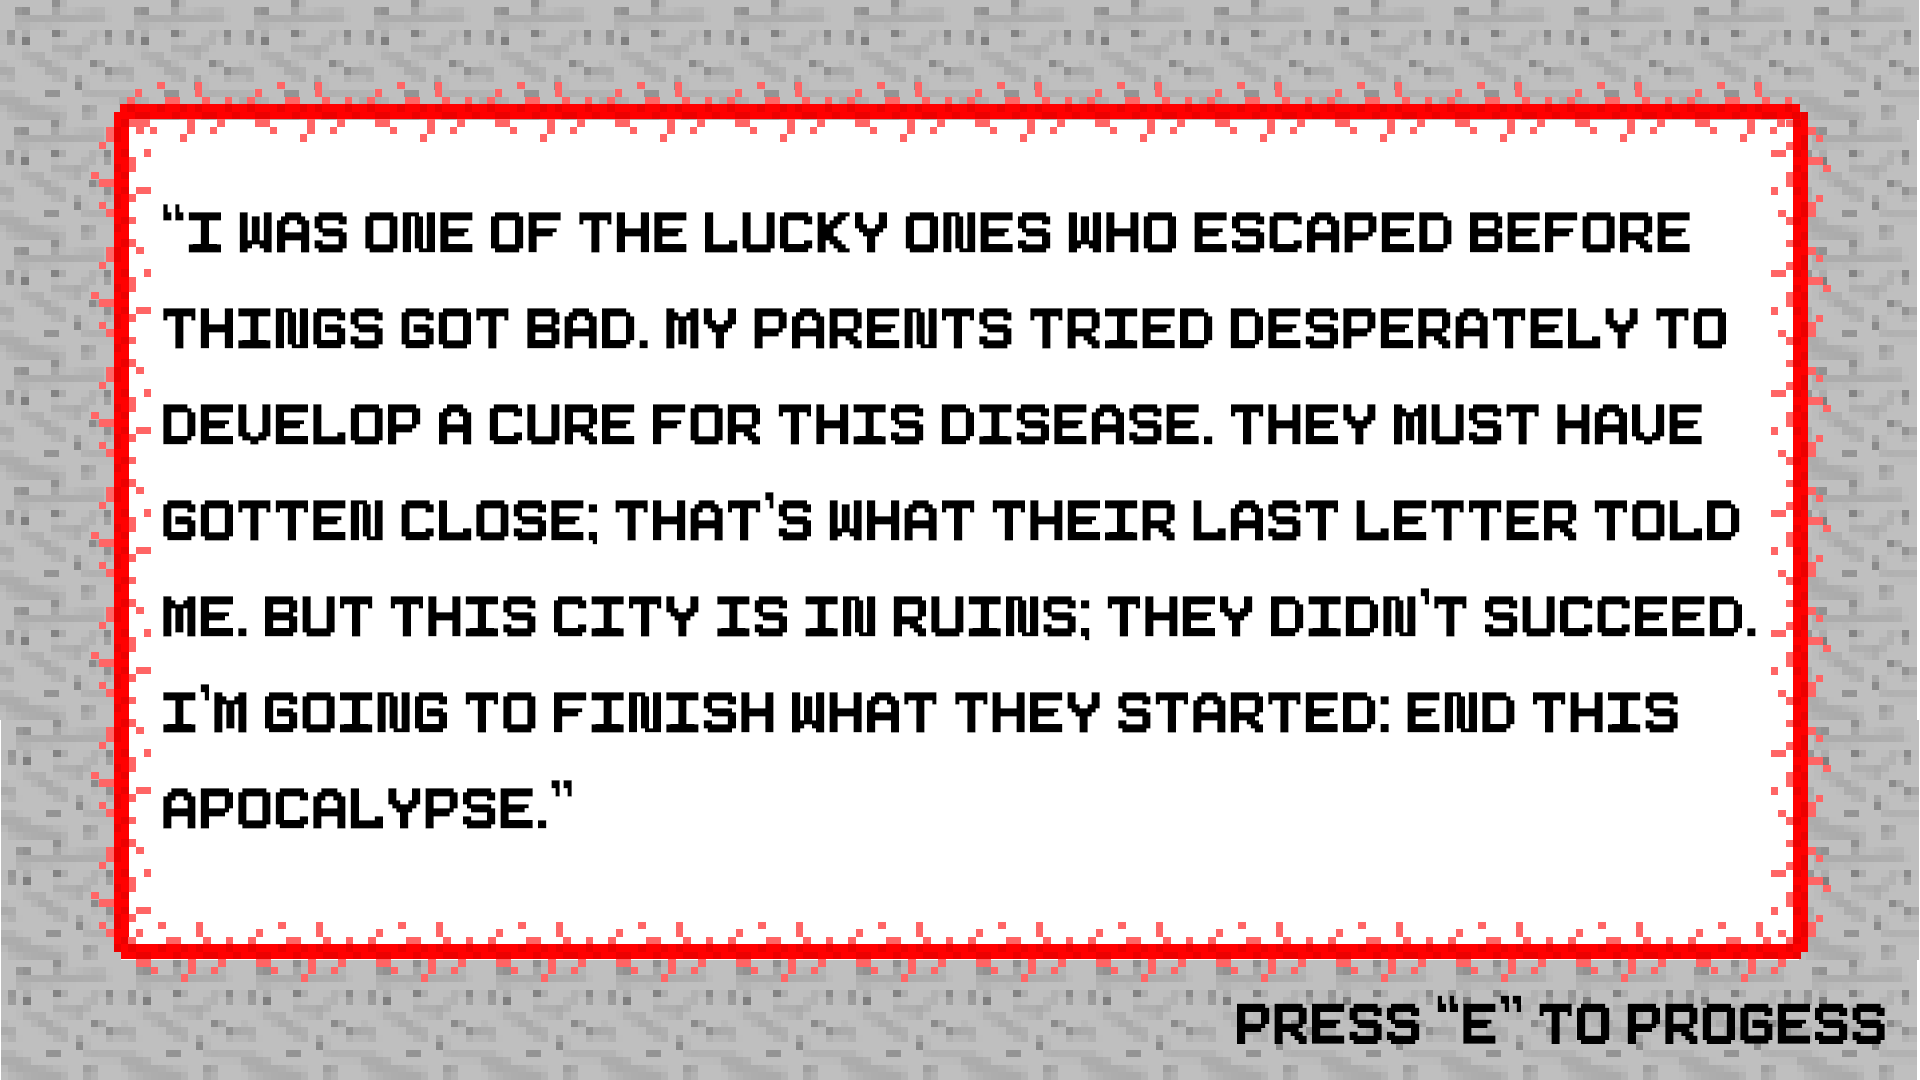 “I WAS ONE OF THE LUCKY ONES WHO ESCAPED BEFORE
THINGS GOT BAD. MY PARENTS TRIED DESPERATELY TO
DEVELOP A CURE FOR THIS DISEASE. THEY MUST HAVE
GOTTEN CLOSE; THAT'S WHAT THEIR LAST LETTER TOLD
ME. BUT THIS CITY IS IN RUINS; THEY DIDN'T SUCCEED.
I'M GOING TO FINISH WHAT THEY STARTED: END THIS
APOCALYPSE.”
PRESS “E” TO PROGESS